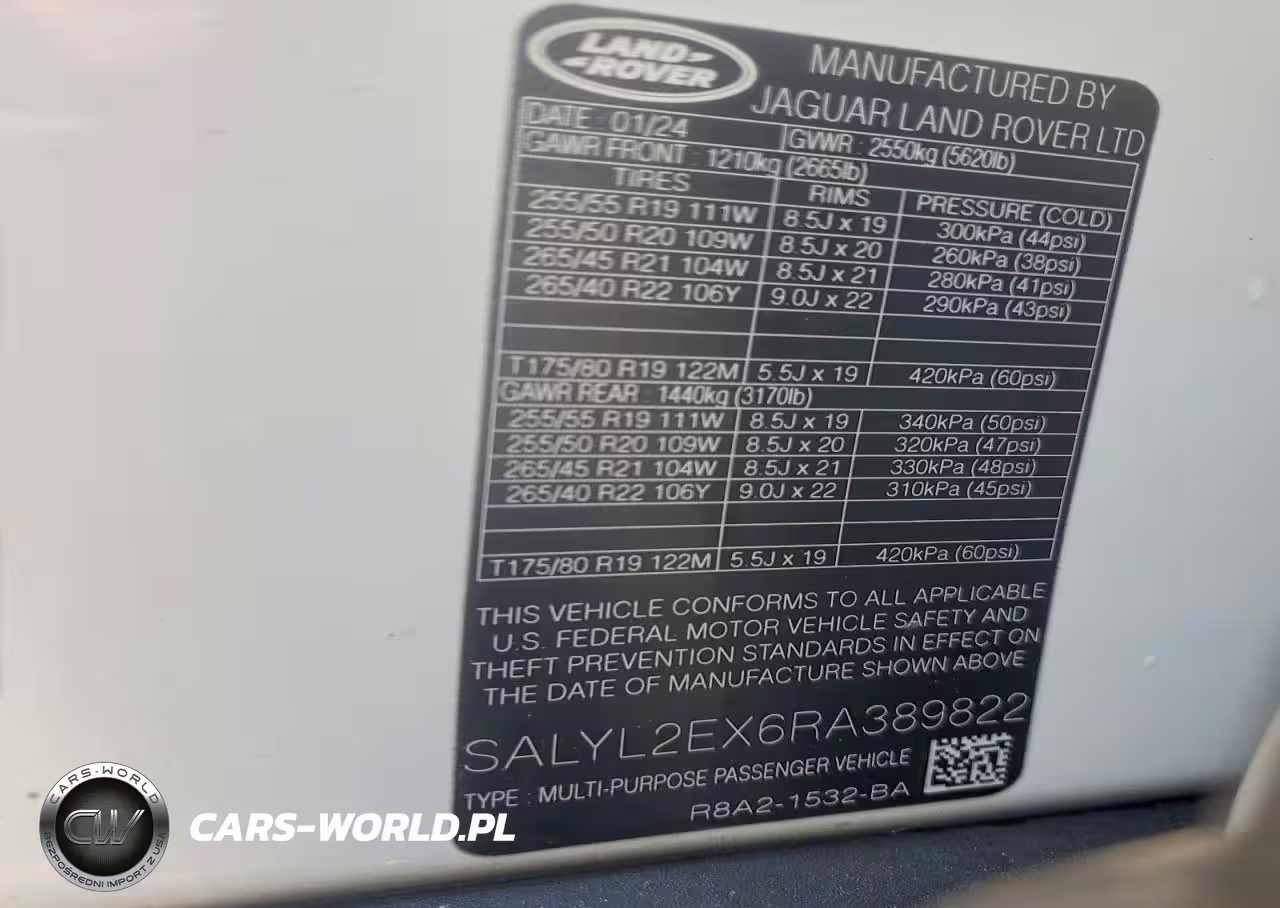 LAND ROVER
MANUFACTURED BY
JAGUAR LAND ROVER LTD
DATE : 01/24 GVWR : 2550kg (5620lb)
GAWR FRONT : 1210kg (2665lb)
TIRES RIMS PRESSURE (COLD)
255/55 R19 111W 8.5J x 19 300kPa (44psi)
255/50 R20 109W 8.5J x 20 260kPa (38psi)
265/45 R21 104W 8.5J x 21 280kPa (41psi)
265/40 R22 106Y 9.0J x 22 290kPa (43psi)
T175/80 R19 122M 5.5J x 19 420kPa (60psi)
GAWR REAR : 1440kg (3170lb)
255/55 R19 111W 8.5J x 19 340kPa (50psi)
255/50 R20 109W 8.5J x 20 320kPa (47psi)
265/45 R21 104W 8.5J x 21 330kPa (48psi)
265/40 R22 106Y 9.0J x 22 310kPa (45psi)
T175/80 R19 122M 5.5J x 19 420kPa (60psi)
THIS VEHICLE CONFORMS TO ALL APPLICABLE
U.S. FEDERAL MOTOR VEHICLE SAFETY AND
THEFT PREVENTION STANDARDS IN EFFECT ON
THE DATE OF MANUFACTURE SHOWN ABOVE
SALYL2EX6RA389822
TYPE : MULTI-PURPOSE PASSENGER VEHICLE
R8A2-1532-BA
CARS-WORLD
CW
BEZPOŚREDNI IMPORT Z USA
CARS-WORLD.PL